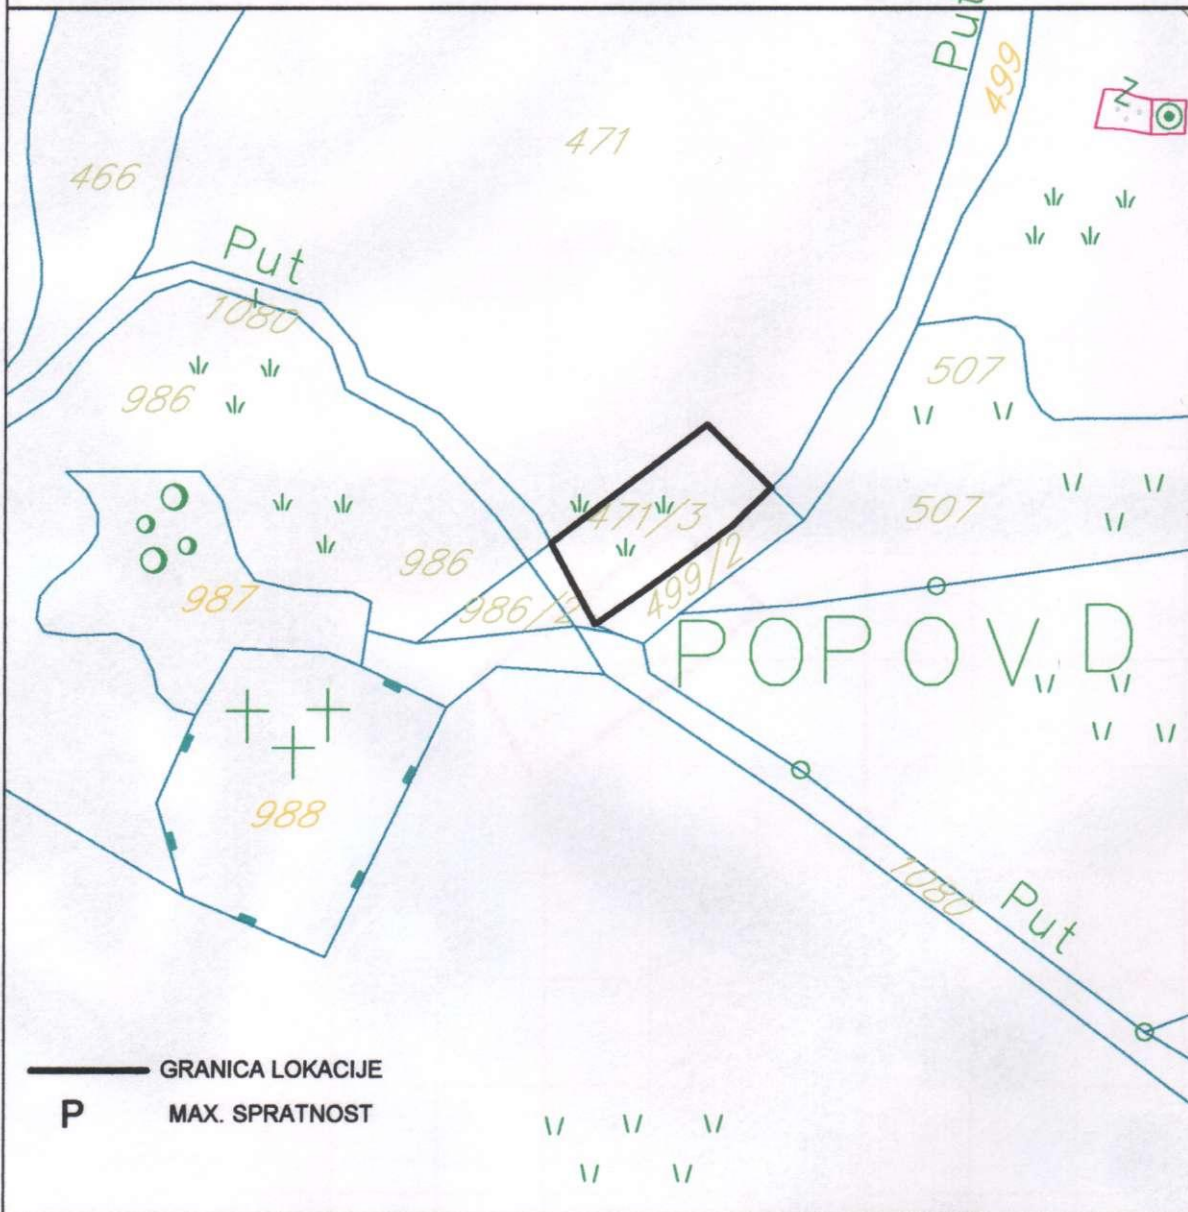 Put
499
Z
471
466
Put
1080
507
986
471/3
507
499/2
986
986/2
987
POPOV D
988
1080
Put
GRANICA LOKACIJE
P MAX. SPRATNOST